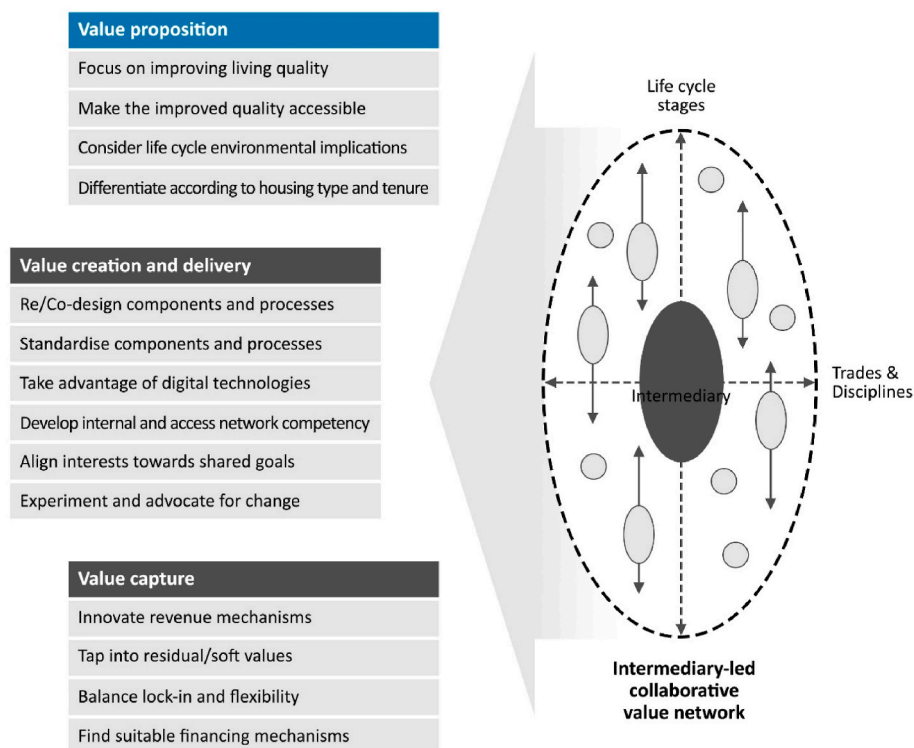 Value proposition
Focus on improving living quality
Make the improved quality accessible
Consider life cycle environmental implications
Differentiate according to housing type and tenure
Value creation and delivery
Re/Co-design components and processes
Standardise components and processes
Take advantage of digital technologies
Develop internal and access network competency
Align interests towards shared goals
Experiment and advocate for change
Value capture
Innovate revenue mechanisms
Tap into residual/soft values
Balance lock-in and flexibility
Find suitable financing mechanisms
Life cycle
stages
Intermediary
Trades &
Disciplines
Intermediary-led
collaborative
value network